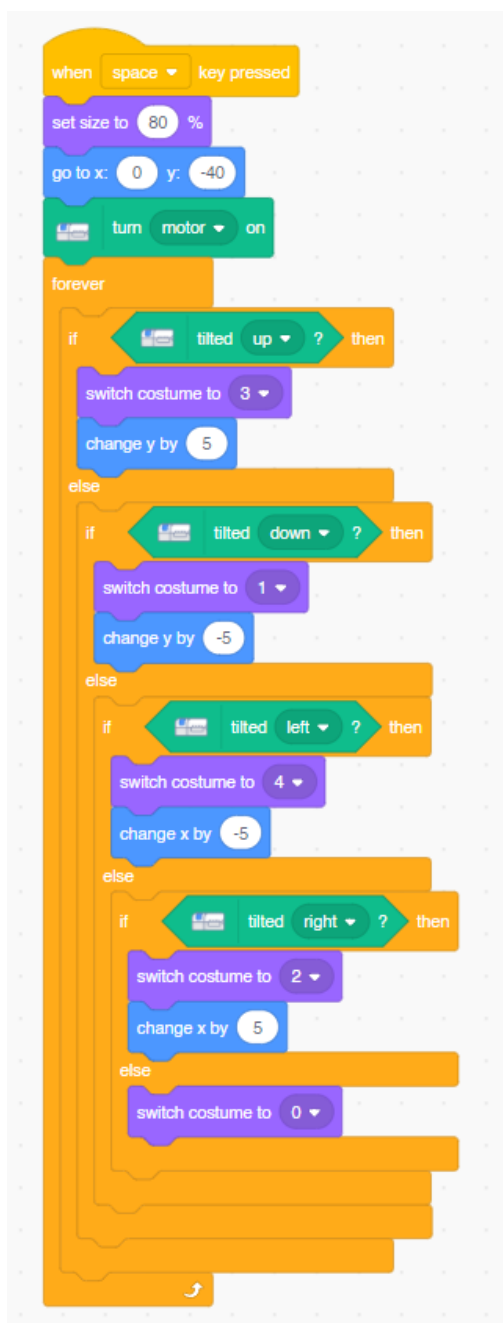 when space key pressed
set size to 80 %
go to x: 0 y: -40
turn motor on
forever
if tilted up ? then
switch costume to 3
change y by 5
else
if tilted down ? then
switch costume to 1
change y by -5
else
if tilted left ? then
switch costume to 4
change x by -5
else
if tilted right ? then
switch costume to 2
change x by 5
else
switch costume to 0